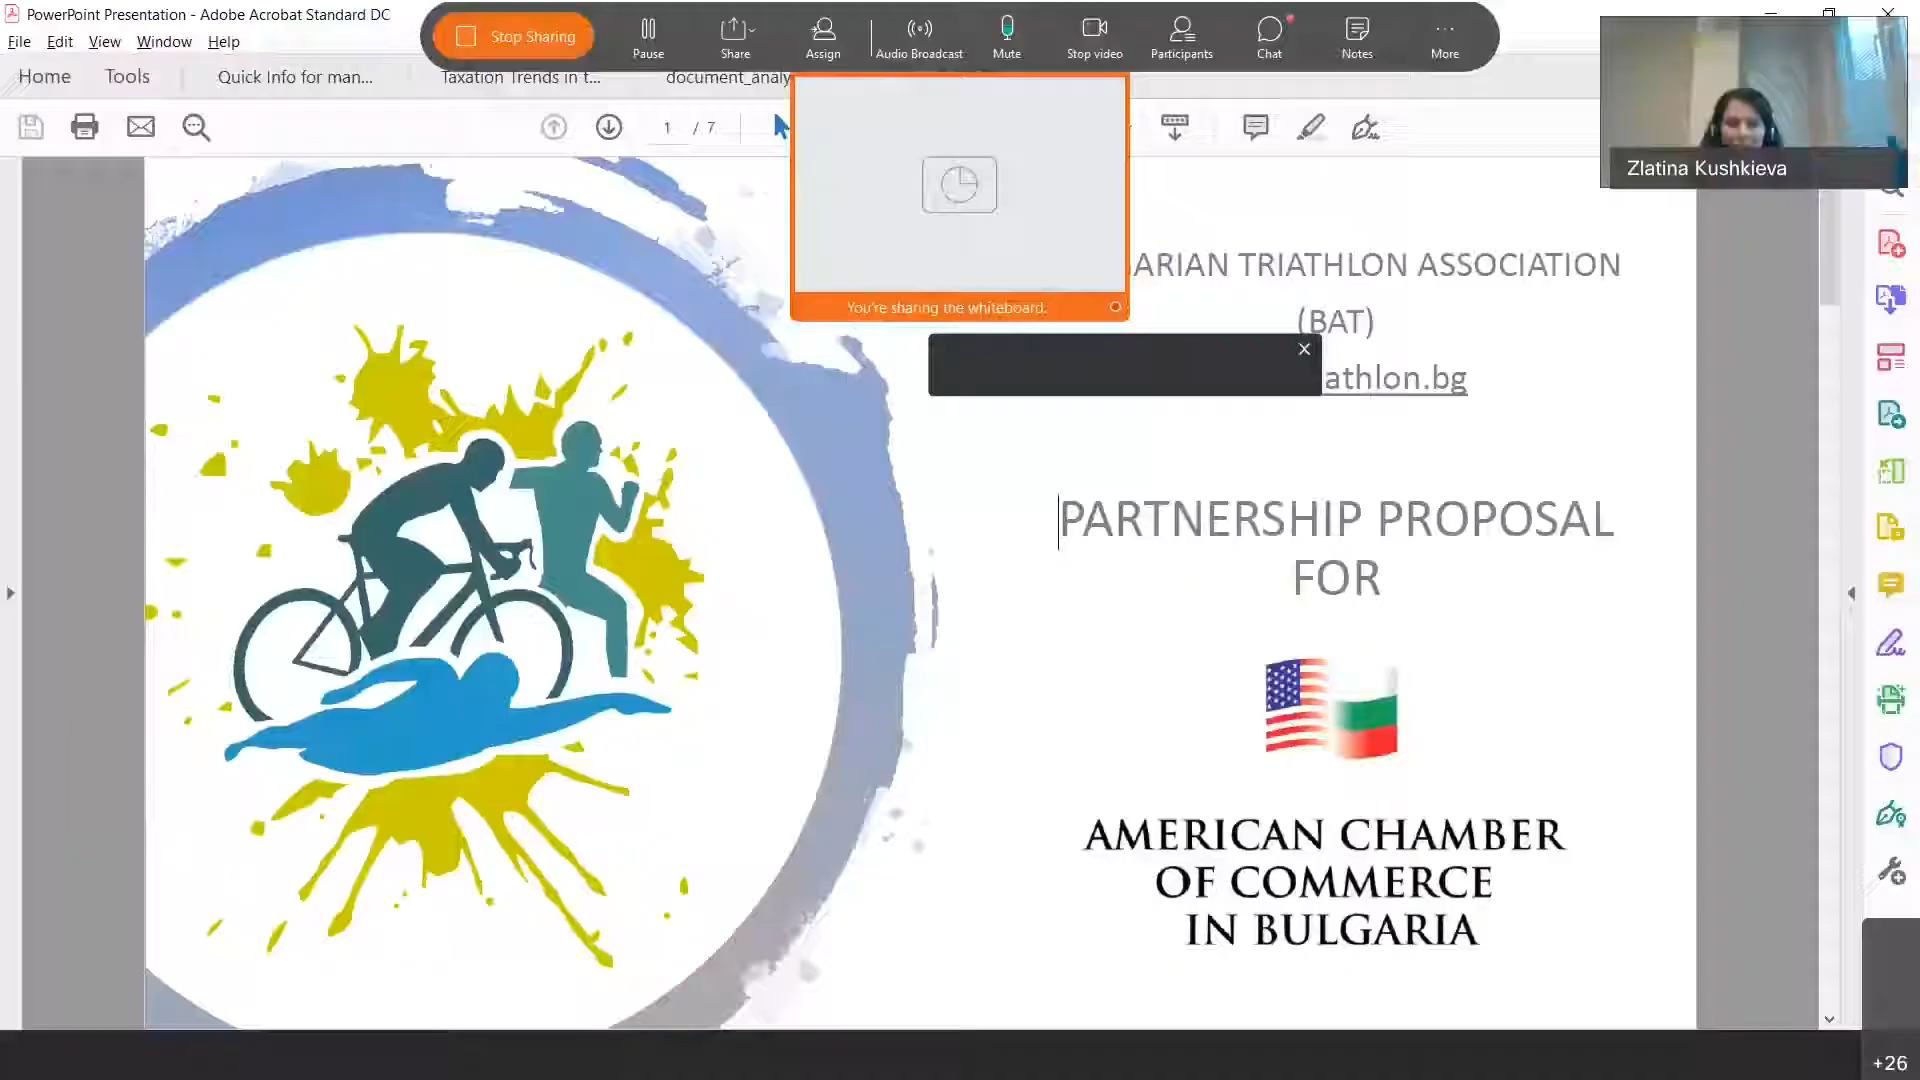 PowerPoint Presentation - Adobe Acrobat Standard DC
File Edit View Window Help
Stop Sharing
Pause
Share
Assign
Audio Broadcast
Mute
Stop video
Participants
Chat
Notes
More
Home Tools Quick Info for man... Taxation Trends in t... document_analy
1 / 7
Zlatina Kushkieva
You're sharing the whiteboard.
ARIAN TRIATHLON ASSOCIATION
(BAT)
athlon.bg
PARTNERSHIP PROPOSAL
FOR
AMERICAN CHAMBER
OF COMMERCE
IN BULGARIA
+26